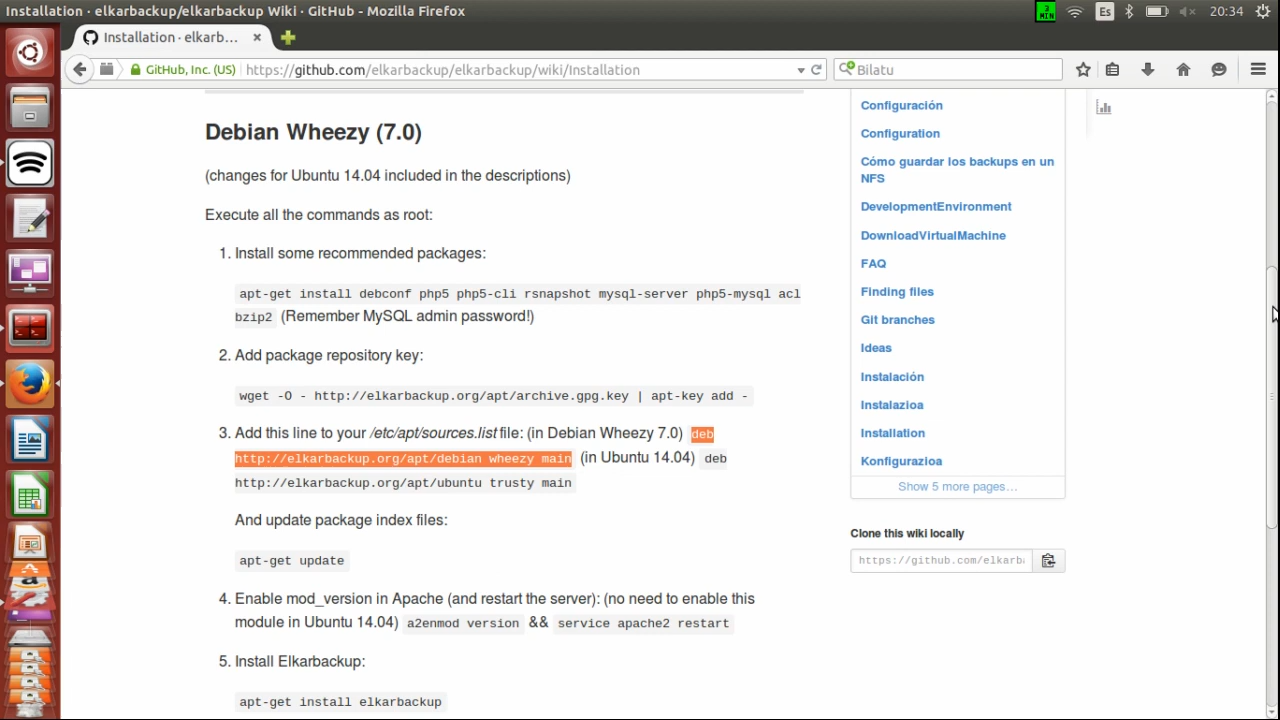 Installation · elkarbackup/elkarbackup Wiki · GitHub - Mozilla Firefox
2 MIN
Es
20:34
Installation · elkarb…
GitHub, Inc. (US)
https://github.com/elkarbackup/elkarbackup/wiki/Installation
Bilatu
Debian Wheezy (7.0)
(changes for Ubuntu 14.04 included in the descriptions)
Execute all the commands as root:
1. Install some recommended packages:
apt-get install debconf php5 php5-cli rsnapshot mysql-server php5-mysql acl
bzip2 (Remember MySQL admin password!)
2. Add package repository key:
wget -O - http://elkarbackup.org/apt/archive.gpg.key | apt-key add -
3. Add this line to your /etc/apt/sources.list file: (in Debian Wheezy 7.0) deb
http://elkarbackup.org/apt/debian wheezy main (in Ubuntu 14.04) deb
http://elkarbackup.org/apt/ubuntu trusty main
And update package index files:
apt-get update
4. Enable mod_version in Apache (and restart the server): (no need to enable this
module in Ubuntu 14.04) a2enmod version && service apache2 restart
5. Install Elkarbackup:
apt-get install elkarbackup
Configuración
Configuration
Cómo guardar los backups en un
NFS
DevelopmentEnvironment
DownloadVirtualMachine
FAQ
Finding files
Git branches
Ideas
Instalación
Instalazioa
Installation
Konfigurazioa
Show 5 more pages…
Clone this wiki locally
https://github.com/elkarba